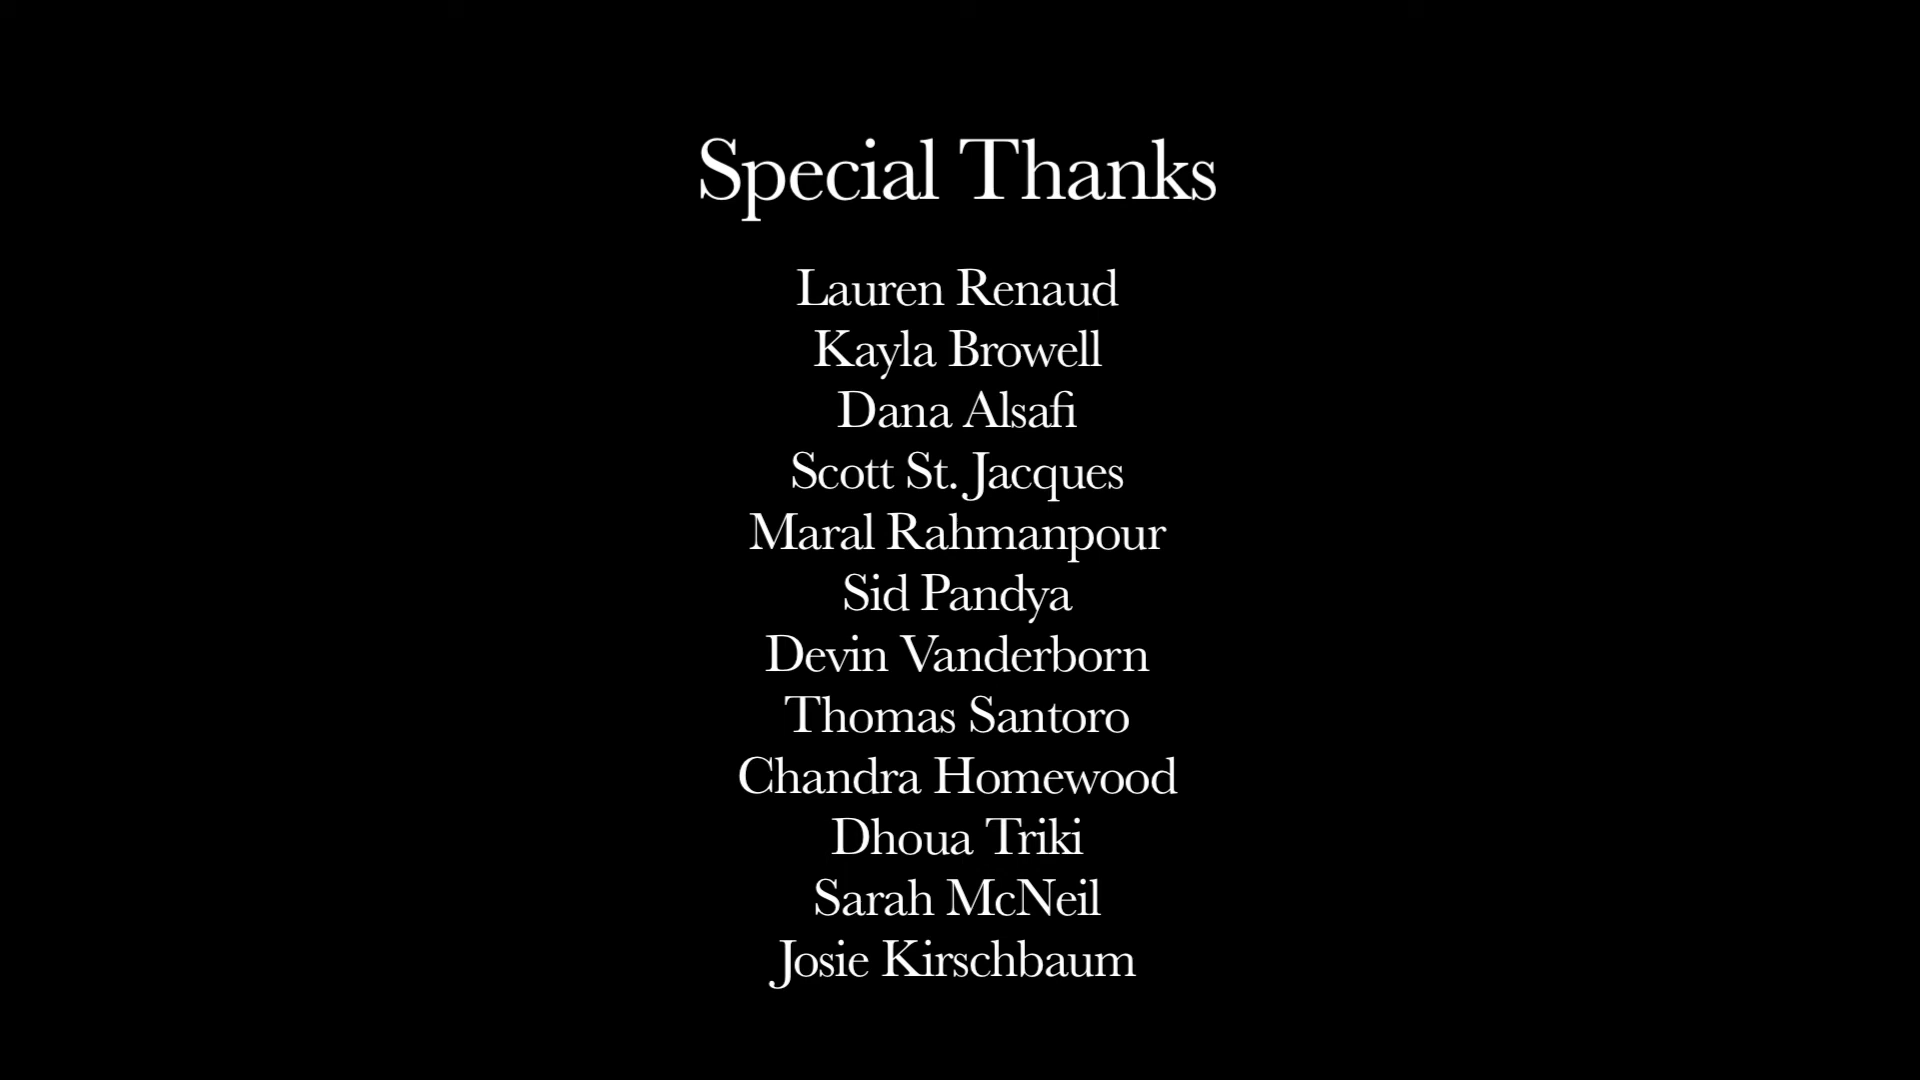 Special Thanks
Lauren Renaud
Kayla Browell
Dana Alsafi
Scott St. Jacques
Maral Rahmanpour
Sid Pandya
Devin Vanderborn
Thomas Santoro
Chandra Homewood
Dhoua Triki
Sarah McNeil
Josie Kirschbaum